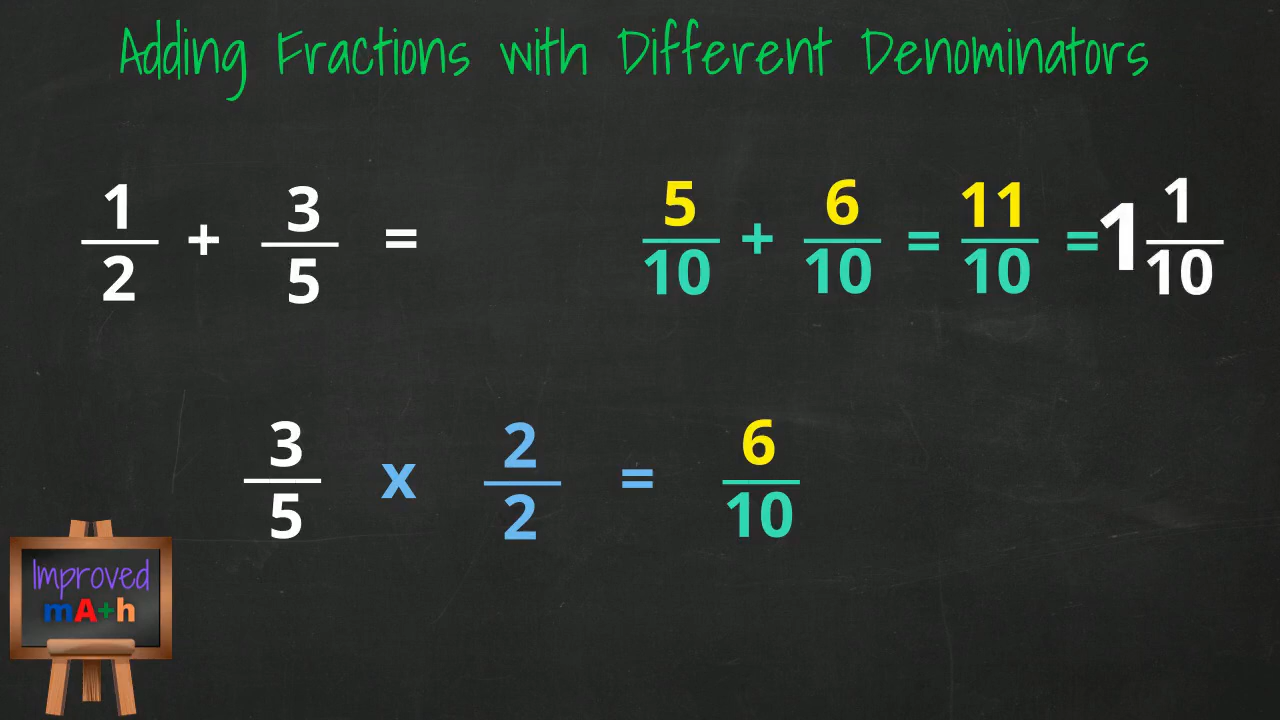 Adding Fractions with Different Denominators
1/2 + 3/5 = 5/10 + 6/10 = 11/10 = 1 1/10
3/5 x 2/2 = 6/10
Improved
mA+h